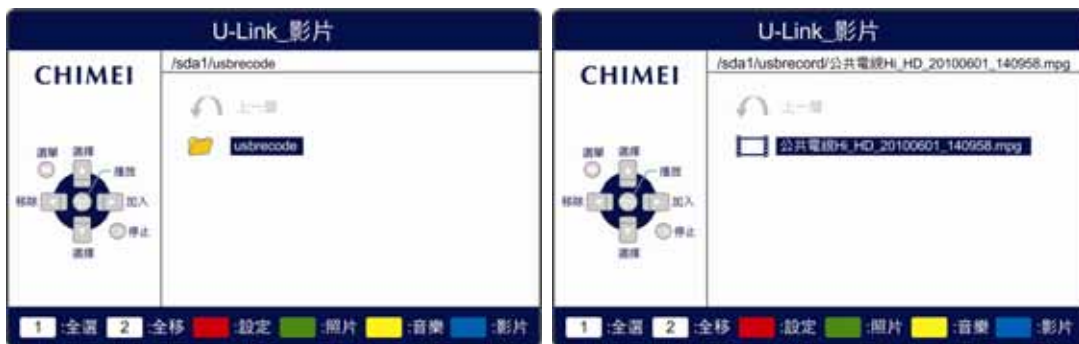 U-Link_影片
CHIMEI
/sda1/usbrecode
上一層
usbrecode
選單 選擇
播放
移除 加入
停止
選擇
1 :全選 2 :全移 :設定 :照片 :音樂 :影片
U-Link_影片
CHIMEI
/sda1/usbrecord/公共電視Hi_HD_20100601_140958.mpg
上一層
公共電視Hi_HD_20100601_140958.mpg
選單 選擇
播放
移除 加入
停止
選擇
1 :全選 2 :全移 :設定 :照片 :音樂 :影片